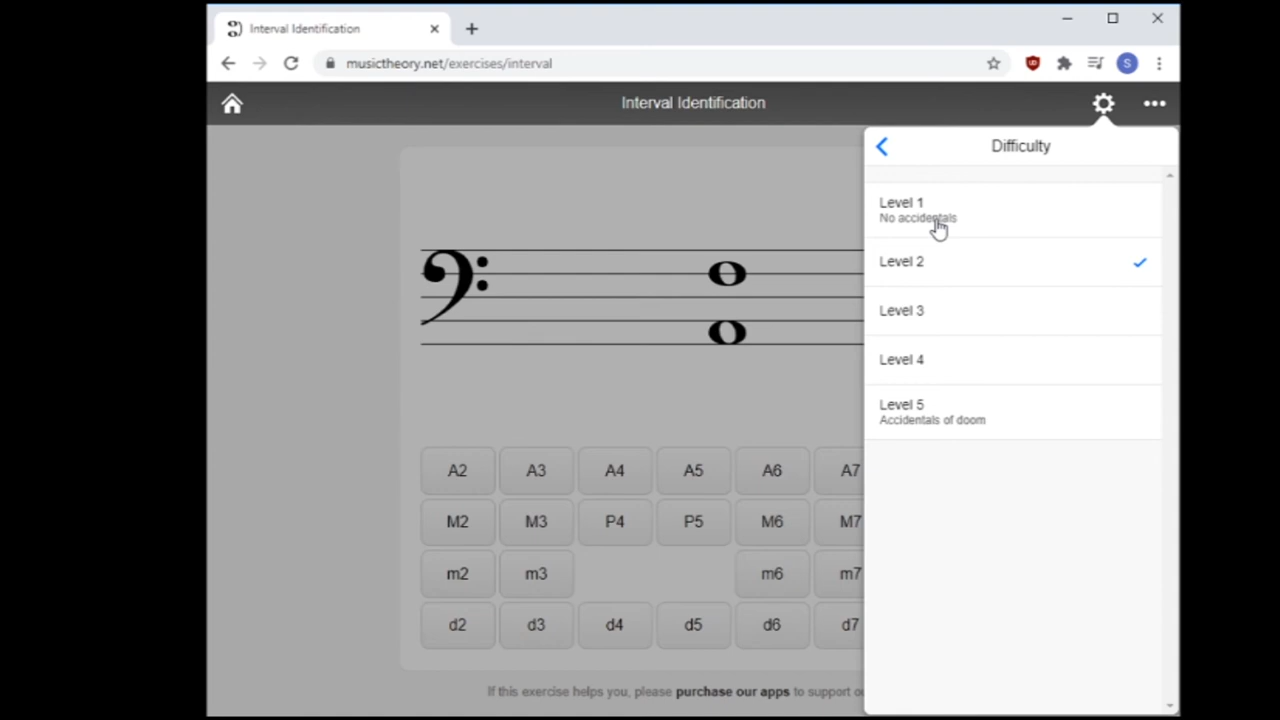 Interval Identification
musictheory.net/exercises/interval
S
Interval Identification
Difficulty
Level 1
No accidentals
Level 2
Level 3
Level 4
Level 5
Accidentals of doom
A2 A3 A4 A5 A6 A7
M2 M3 P4 P5 M6 M7
m2 m3 m6 m7
d2 d3 d4 d5 d6 d7
If this exercise helps you, please purchase our apps to support